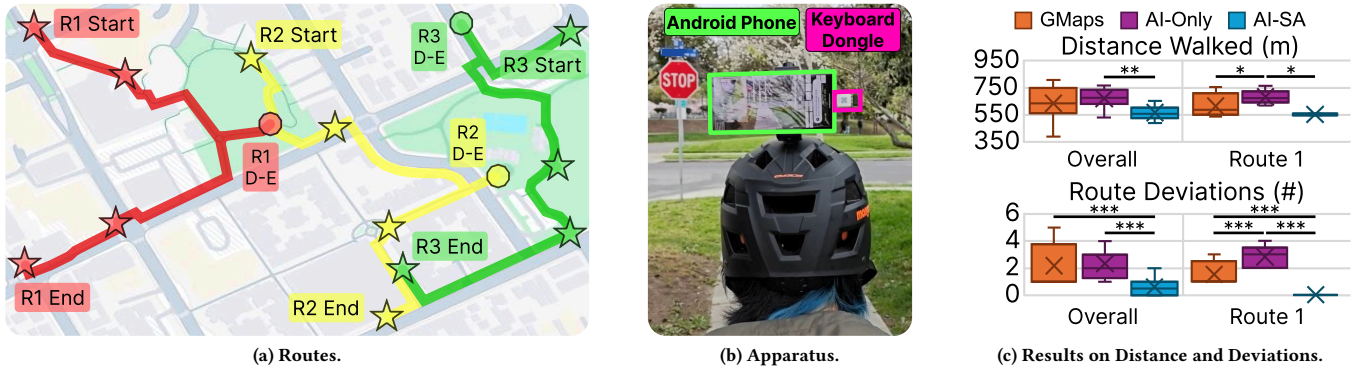 R1 Start
R2 Start
R3
D-E
R3 Start
R1
D-E
R2
D-E
R3 End
R1 End
R2 End
(a) Routes.
Android Phone
Keyboard
Dongle
STOP
(b) Apparatus.
GMaps AI-Only AI-SA
Distance Walked (m)
950
750
550
350
** * *
Overall Route 1
Route Deviations (#)
6
4
2
0
*** *** *** *** ***
Overall Route 1
(c) Results on Distance and Deviations.